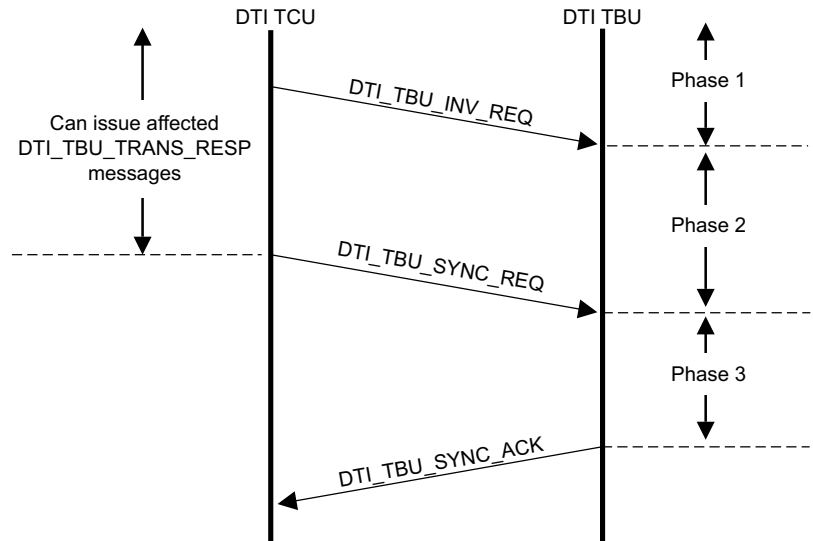 DTI TCU
DTI TBU
DTI_TBU_INV_REQ
Phase 1
Can issue affected
DTI_TBU_TRANS_RESP
messages
Phase 2
DTI_TBU_SYNC_REQ
Phase 3
DTI_TBU_SYNC_ACK